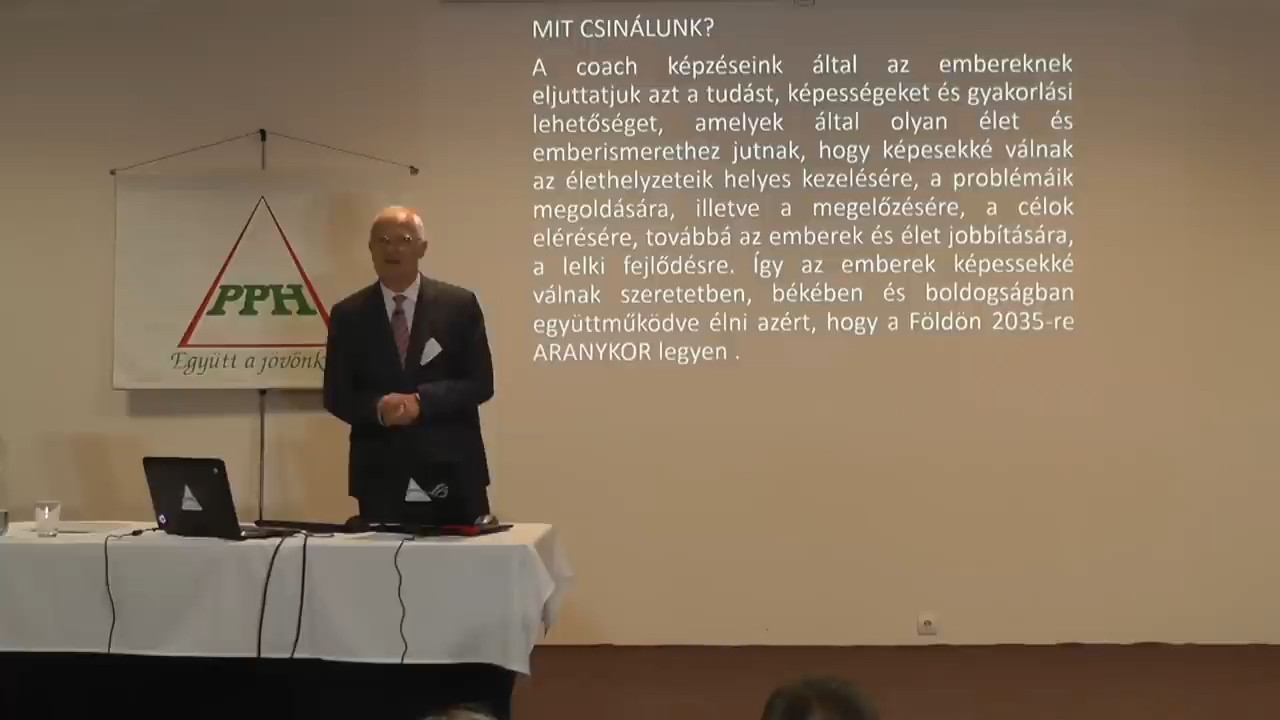 MIT CSINÁLUNK?
A coach képzéseink által az embereknek
eljuttatjuk azt a tudást, képességeket és gyakorlási
lehetőséget, amelyek által olyan élet és
emberismerethez jutnak, hogy képesekké válnak
az élethelyzeteik helyes kezelésére, a problémáik
megoldására, illetve a megelőzésére, a célok
elérésére, továbbá az emberek és élet jobbítására,
a lelki fejlődésre. Így az emberek képessekké
válnak szeretetben, békében és boldogságban
együttműködve élni azért, hogy a Földön 2035-re
ARANYKOR legyen .
PPH
Együtt a jövőnk